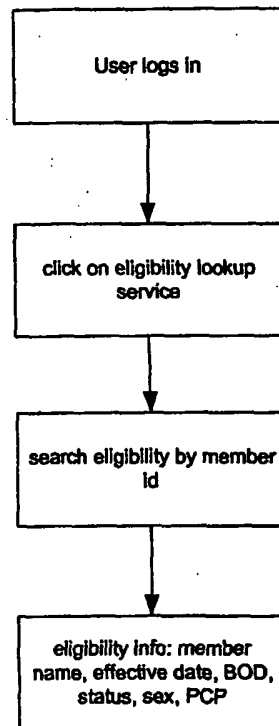 User logs in
click on eligibility lookup
service
search eligibility by member
id
eligibility info: member
name, effective date, BOD,
status, sex, PCP